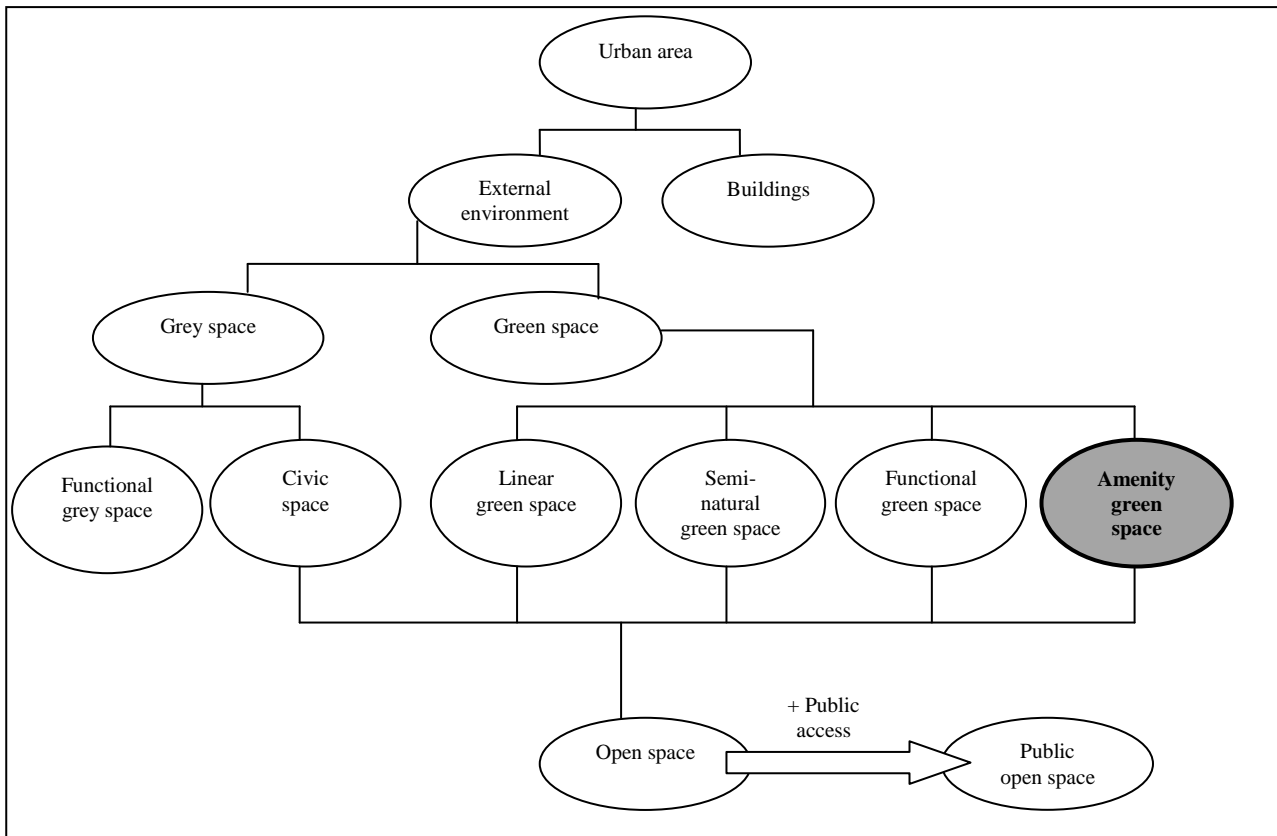 Urban area
External
environment
Buildings
Grey space
Green space
Functional
grey space
Civic
space
Linear
green space
Semi-
natural
green space
Functional
green space
Amenity
green
space
+ Public
access
Open space
Public
open space